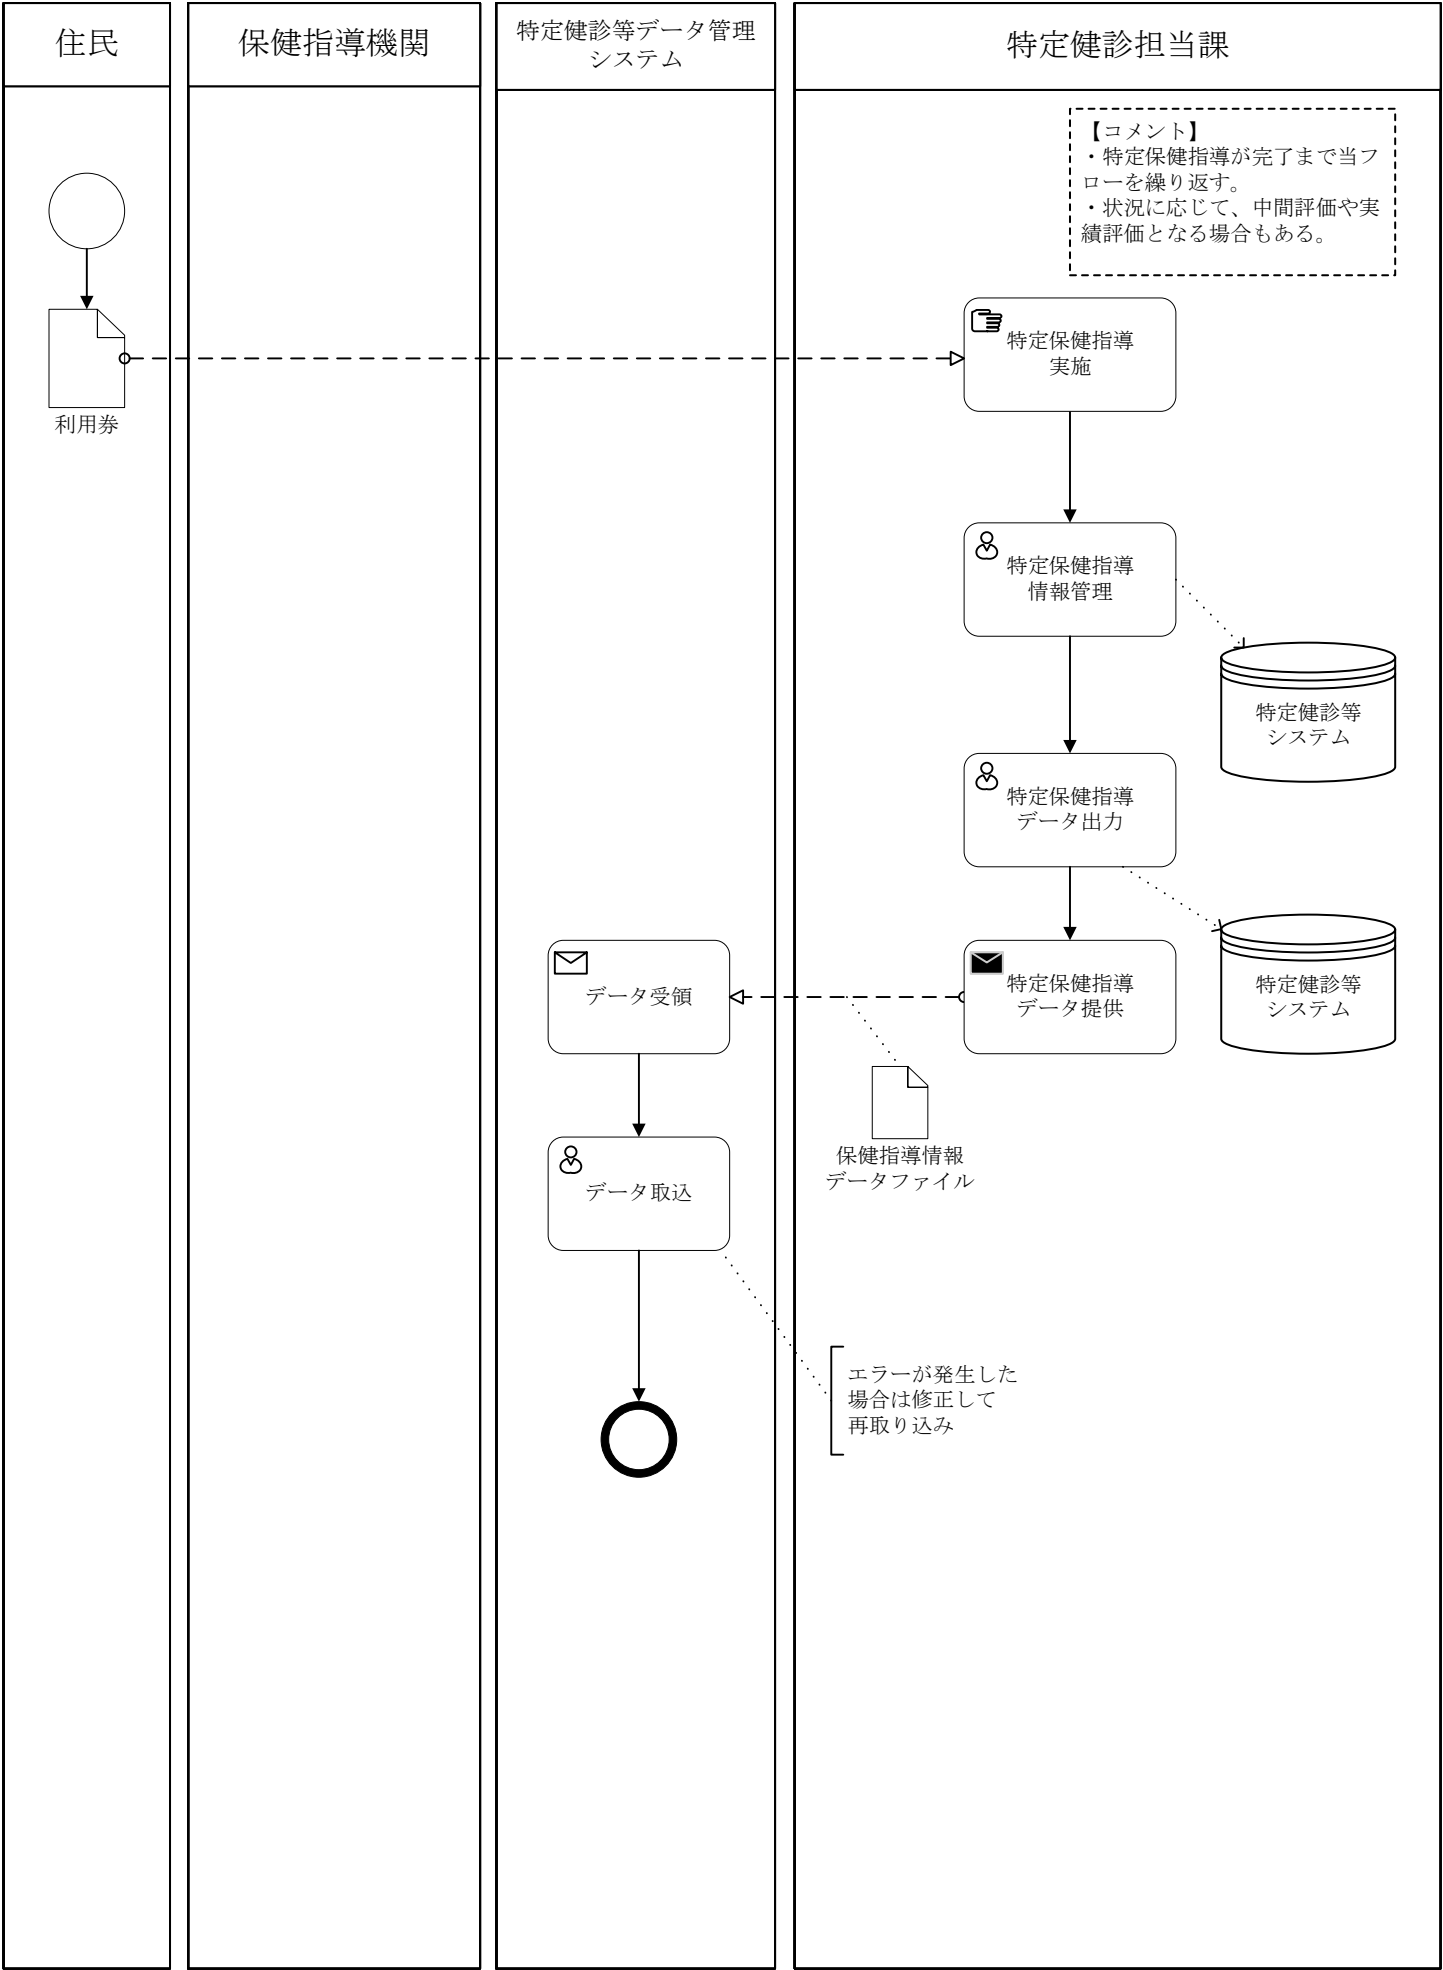 住民
保健指導機関
特定健診等データ管理
システム
特定健診担当課
【コメント】
・特定保健指導が完了まで当フ
ローを繰り返す。
・状況に応じて、中間評価や実
績評価となる場合もある。
特定保健指導
実施
利用券
特定保健指導
情報管理
特定健診等
システム
特定保健指導
データ出力
データ受領
特定保健指導
データ提供
特定健診等
システム
保健指導情報
データファイル
データ取込
エラーが発生した
場合は修正して
再取り込み